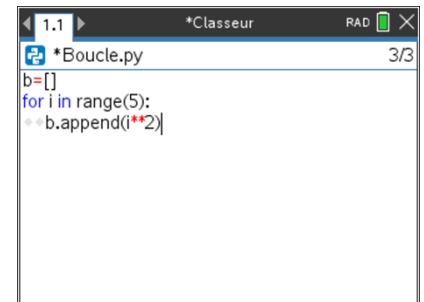 1.1 *Classeur RAD
*Boucle.py 3/3
b=[]
for i in range(5):
b.append(i**2)